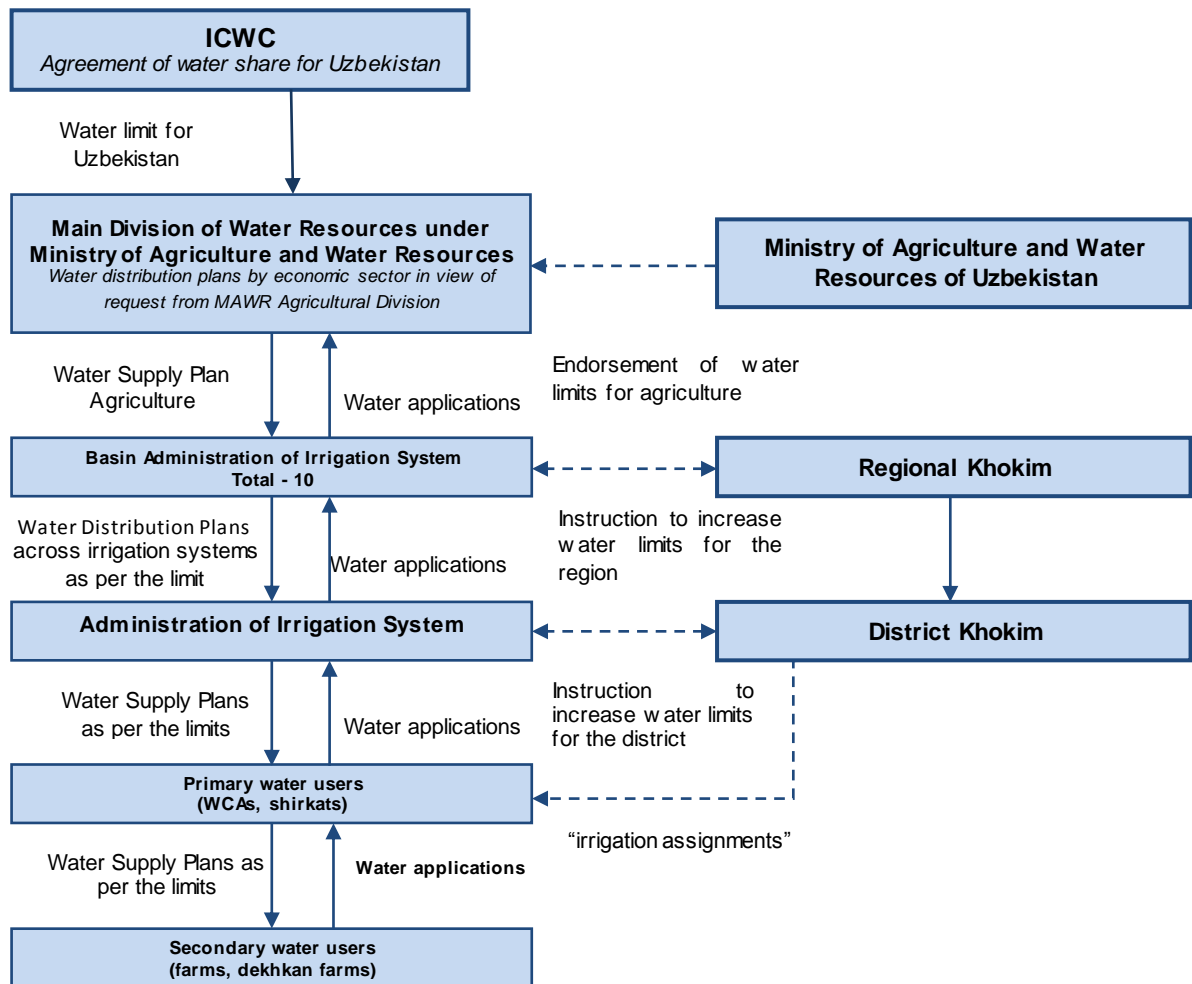 ICWC
Agreement of water share for Uzbekistan
Water limit for
Uzbekistan
Main Division of Water Resources under
Ministry of Agriculture and Water Resources
Water distribution plans by economic sector in view of
request from MAWR Agricultural Division
Ministry of Agriculture and Water
Resources of Uzbekistan
Water Supply Plan
Agriculture
Water applications
Endorsement of water
limits for agriculture
Basin Administration of Irrigation System
Total - 10
Regional Khokim
Water Distribution Plans
across irrigation systems
as per the limit
Water applications
Instruction to increase
water limits for the
region
Administration of Irrigation System
District Khokim
Water Supply Plans
as per the limits
Water applications
Instruction to
increase water limits
for the district
Primary water users
(WCAs, shirkats)
"irrigation assignments"
Water Supply Plans as
per the limits
Water applications
Secondary water users
(farms, dekhkan farms)